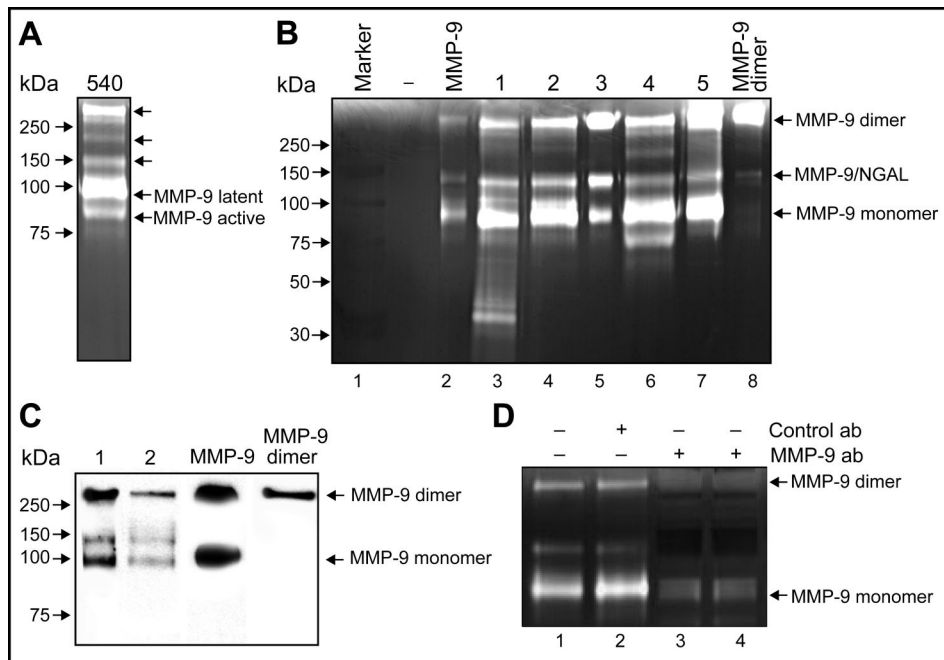 A
kDa
540
250
150
100
75
MMP-9 latent
MMP-9 active
B
kDa
Marker
–
MMP-9
1
2
3
4
5
MMP-9
dimer
250
150
100
75
50
30
MMP-9 dimer
MMP-9/NGAL
MMP-9 monomer
1 2 3 4 5 6 7 8
C
kDa
1 2 MMP-9 MMP-9
dimer
250
150
100
75
MMP-9 dimer
MMP-9 monomer
D
– + – – Control ab
– – + + MMP-9 ab
MMP-9 dimer
MMP-9 monomer
1 2 3 4